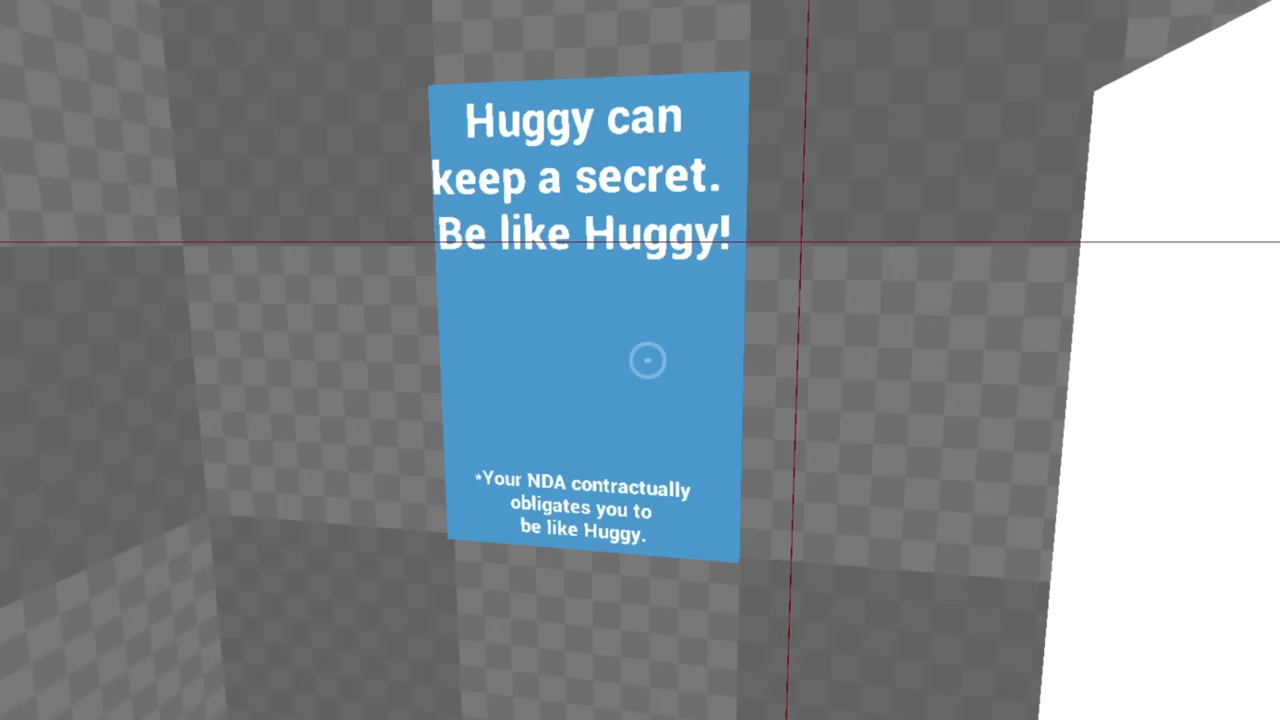 Huggy can
keep a secret.
Be like Huggy!
*Your NDA contractually
obligates you to
be like Huggy.